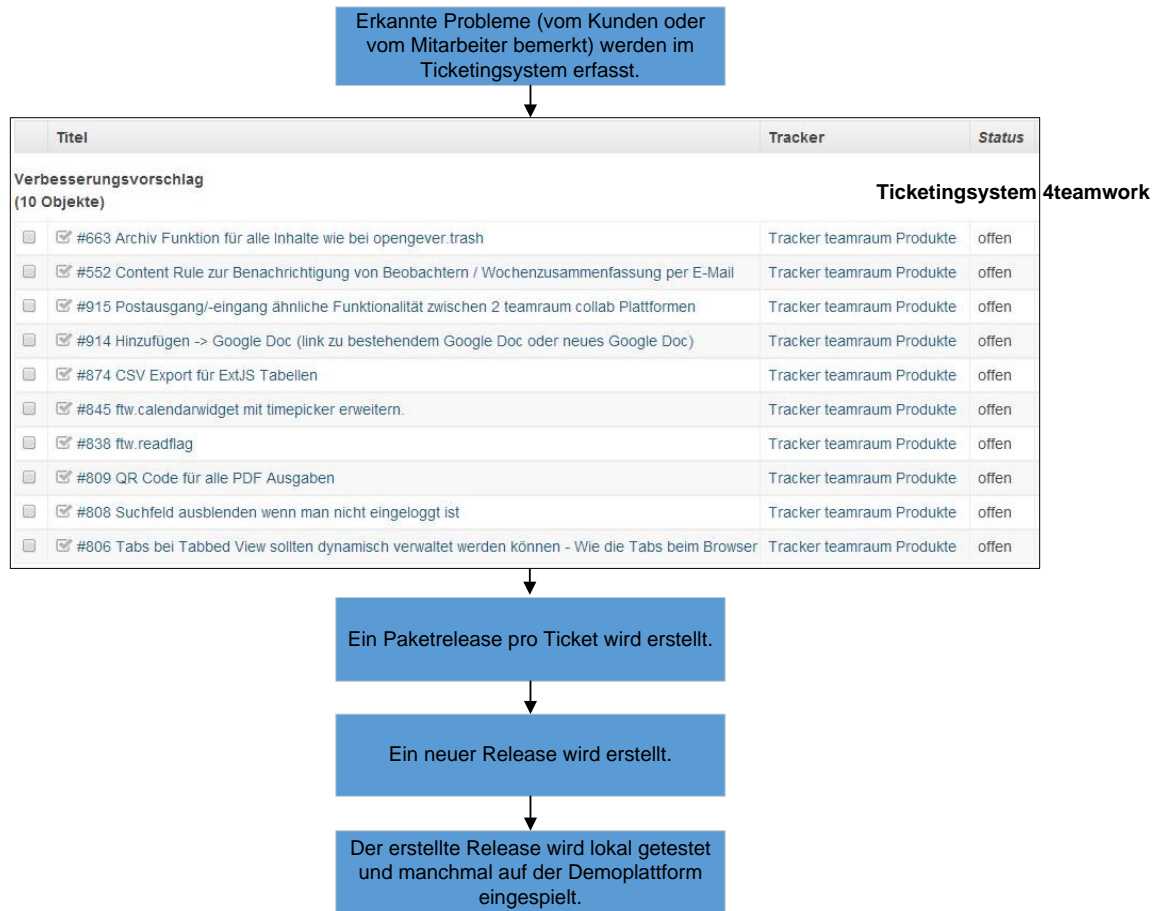 Erkannte Probleme (vom Kunden oder
vom Mitarbeiter bemerkt) werden im
Ticketingsystem erfasst.
Titel Tracker Status
Verbesserungsvorschlag
(10 Objekte)
Ticketingsystem 4teamwork
#663 Archiv Funktion für alle Inhalte wie bei opengever.trash Tracker teamraum Produkte offen
#552 Content Rule zur Benachrichtigung von Beobachtern / Wochenzusammenfassung per E-Mail Tracker teamraum Produkte offen
#915 Postausgang/-eingang ähnliche Funktionalität zwischen 2 teamraum collab Plattformen Tracker teamraum Produkte offen
#914 Hinzufügen -> Google Doc (link zu bestehendem Google Doc oder neues Google Doc) Tracker teamraum Produkte offen
#874 CSV Export für ExtJS Tabellen Tracker teamraum Produkte offen
#845 ftw.calendarwidget mit timepicker erweitern. Tracker teamraum Produkte offen
#838 ftw.readflag Tracker teamraum Produkte offen
#809 QR Code für alle PDF Ausgaben Tracker teamraum Produkte offen
#808 Suchfeld ausblenden wenn man nicht eingeloggt ist Tracker teamraum Produkte offen
#806 Tabs bei Tabbed View sollten dynamisch verwaltet werden können - Wie die Tabs beim Browser Tracker teamraum Produkte offen
Ein Paketrelease pro Ticket wird erstellt.
Ein neuer Release wird erstellt.
Der erstellte Release wird lokal getestet
und manchmal auf der Demoplattform
eingespielt.